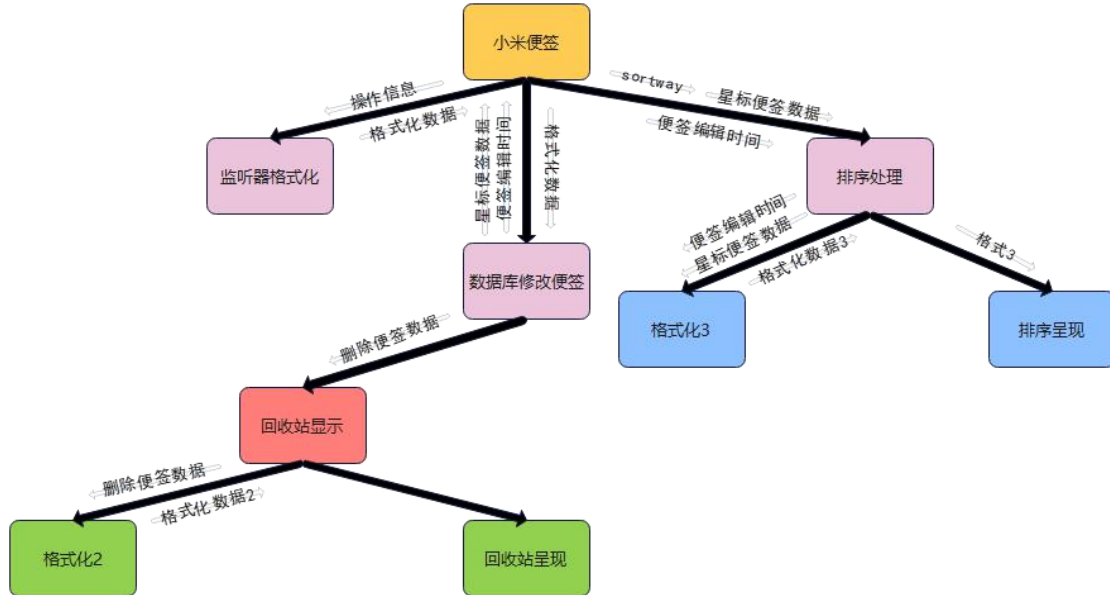 小米便签
操作信息
格式化数据
星标便签数据
便签编辑时间
格式化数据
sortway
星标便签数据
便签编辑时间
监听器格式化
排序处理
数据库修改便签
便签编辑时间
星标便签数据
格式化数据3
格式3
格式化3
排序呈现
删除便签数据
回收站显示
删除便签数据
格式化数据2
格式化2
回收站呈现